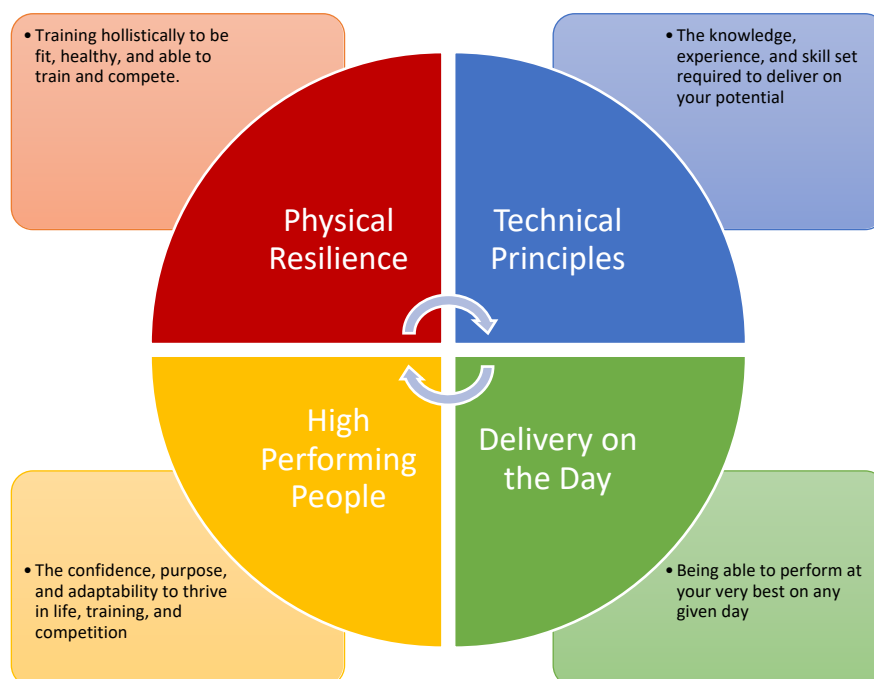 • Training hollistically to be
fit, healthy, and able to
train and compete.
• The knowledge,
experience, and skill set
required to deliver on
your potential
Physical
Resilience
Technical
Principles
High
Performing
People
Delivery on
the Day
• The confidence, purpose,
and adaptability to thrive
in life, training, and
competition
• Being able to perform at
your very best on any
given day